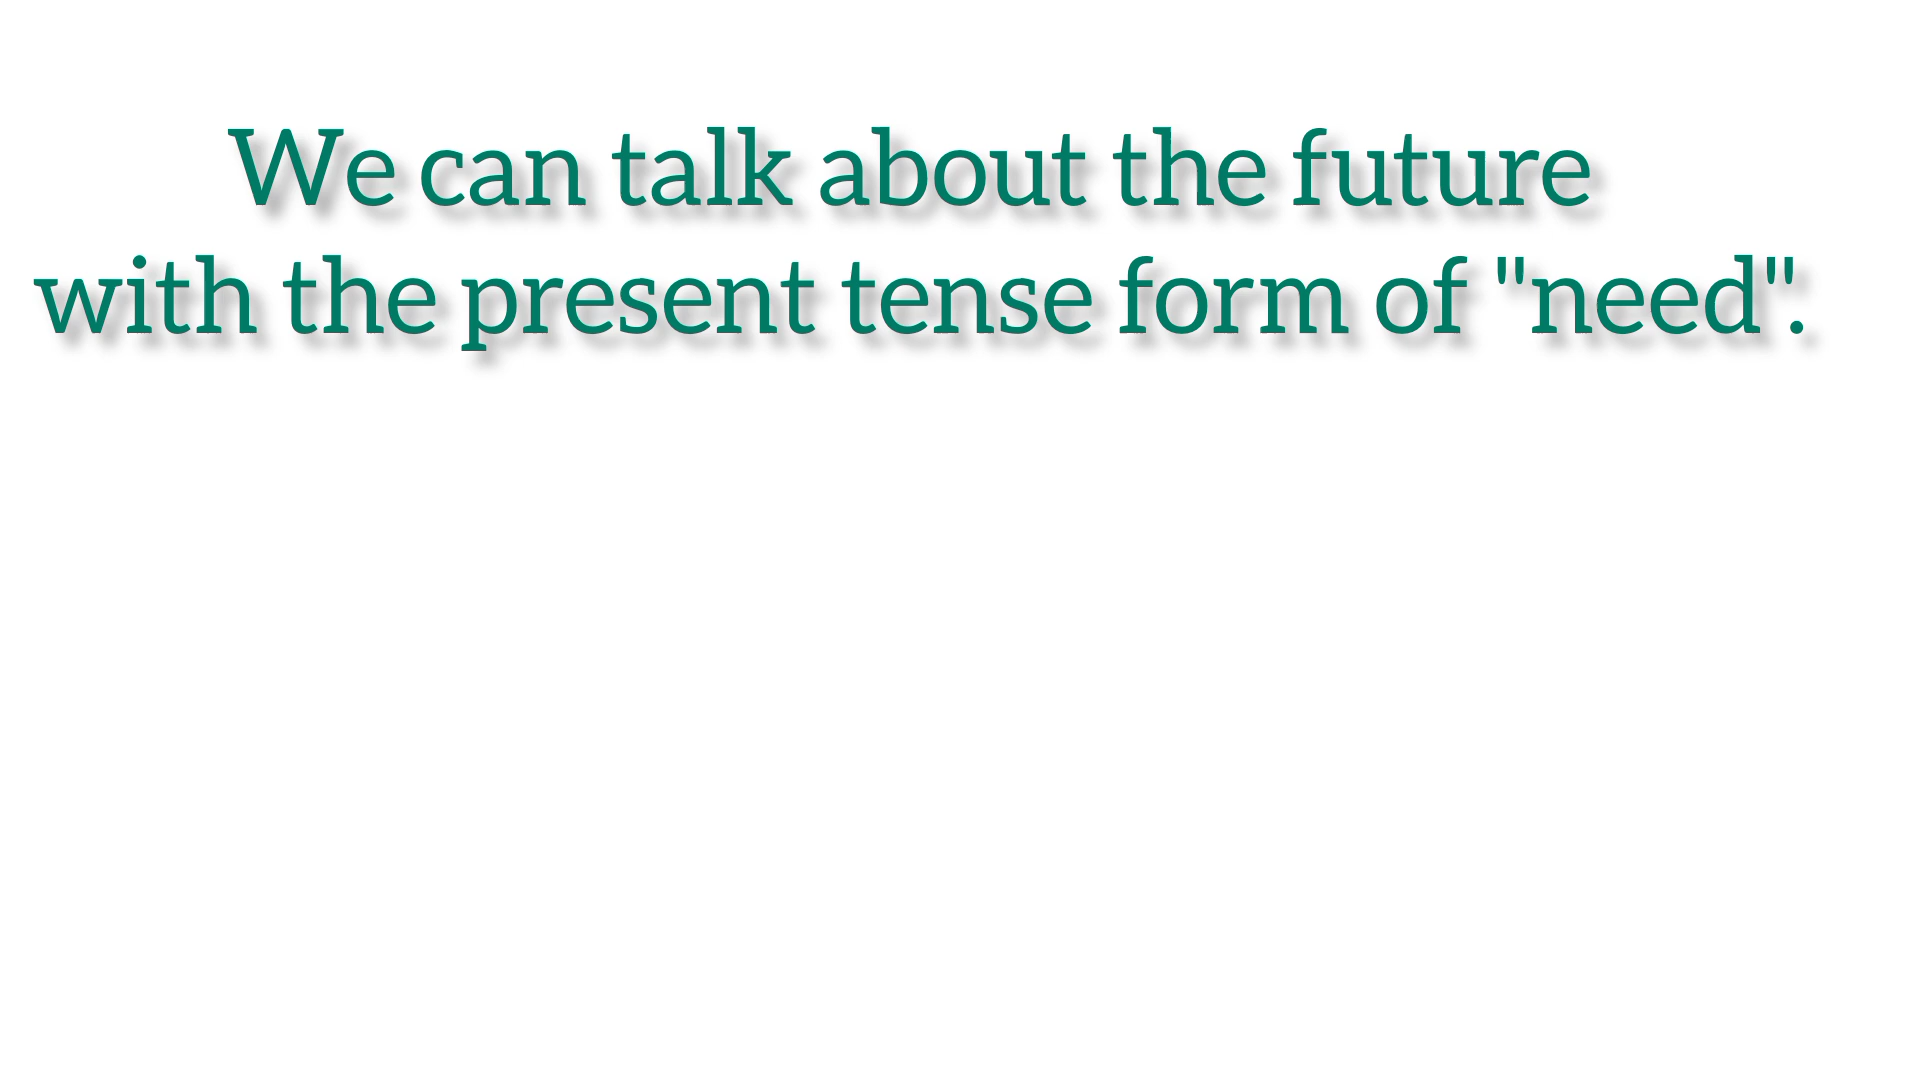 We can talk about the future
with the present tense form of "need".